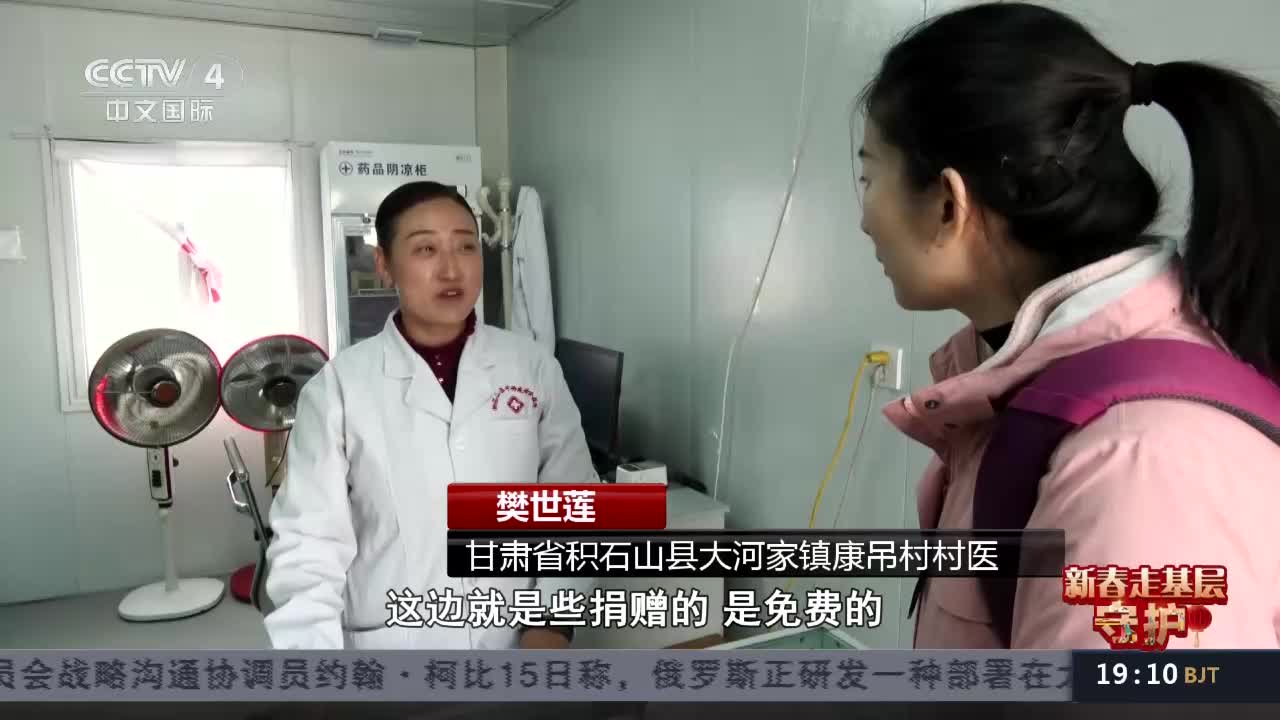 CCTV 4
中文国际
药品阴凉柜
樊世莲
甘肃省积石山县大河家镇康吊村村医
这边就是些捐赠的 是免费的
新春走基层
守护
员会战略沟通协调员约翰·柯比15日称，俄罗斯正研发一种部署在
19:10 BJT